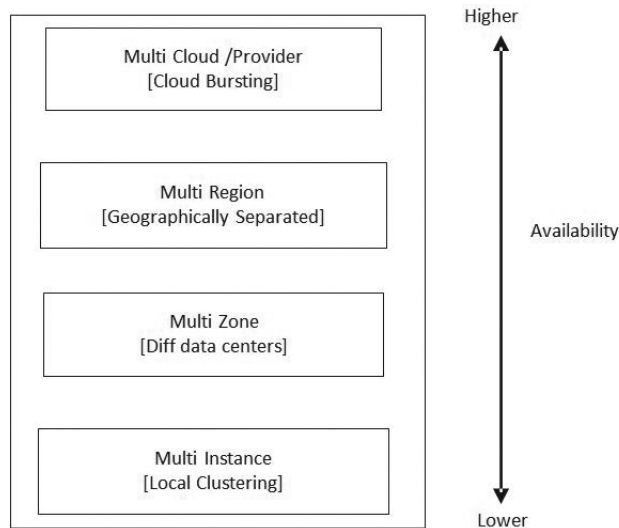 Higher
Multi Cloud /Provider
[Cloud Bursting]
Multi Region
[Geographically Separated]
Availability
Multi Zone
[Diff data centers]
Multi Instance
[Local Clustering]
Lower